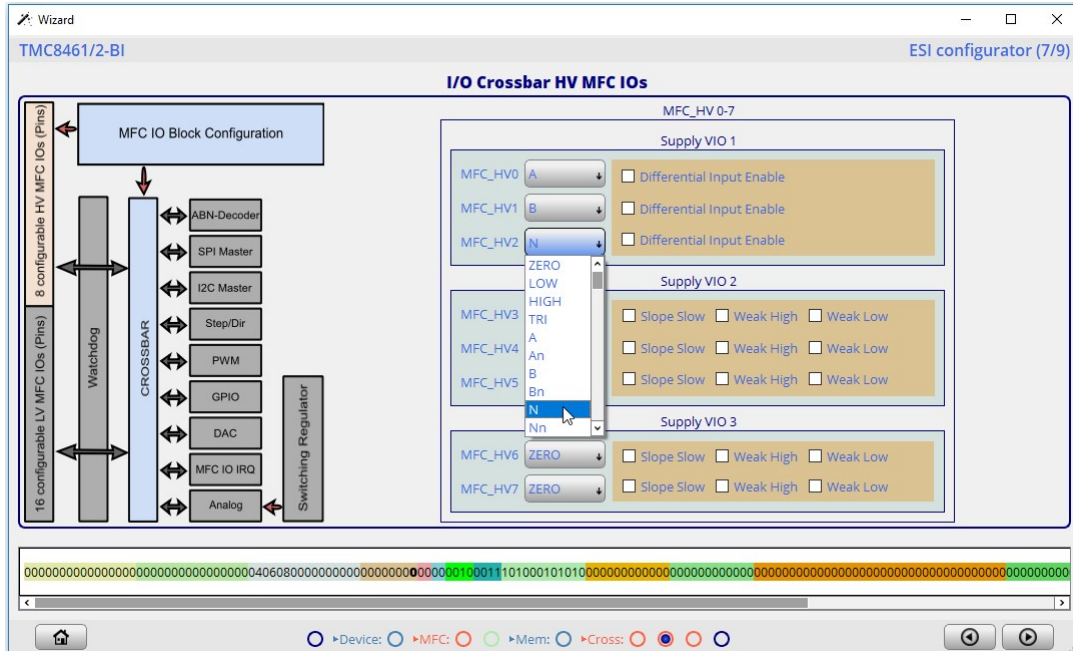 Wizard
TMC8461/2-BI
ESI configurator (7/9)
I/O Crossbar HV MFC IOs
8 configurable HV MFC IOs (Pins)
16 configurable LV MFC IOs (Pins)
MFC IO Block Configuration
Watchdog
CROSSBAR
ABN-Decoder
SPI Master
I2C Master
Step/Dir
PWM
GPIO
DAC
MFC IO IRQ
Analog
Switching Regulator
MFC_HV 0-7
Supply VIO 1
MFC_HV0 A Differential Input Enable
MFC_HV1 B Differential Input Enable
MFC_HV2 N Differential Input Enable
ZERO
LOW
HIGH
TRI
A
An
B
Bn
N
Nn
Supply VIO 2
MFC_HV3 Slope Slow Weak High Weak Low
MFC_HV4 Slope Slow Weak High Weak Low
MFC_HV5 Slope Slow Weak High Weak Low
Supply VIO 3
MFC_HV6 ZERO Slope Slow Weak High Weak Low
MFC_HV7 ZERO Slope Slow Weak High Weak Low
Device: MFC: Mem: Cross: